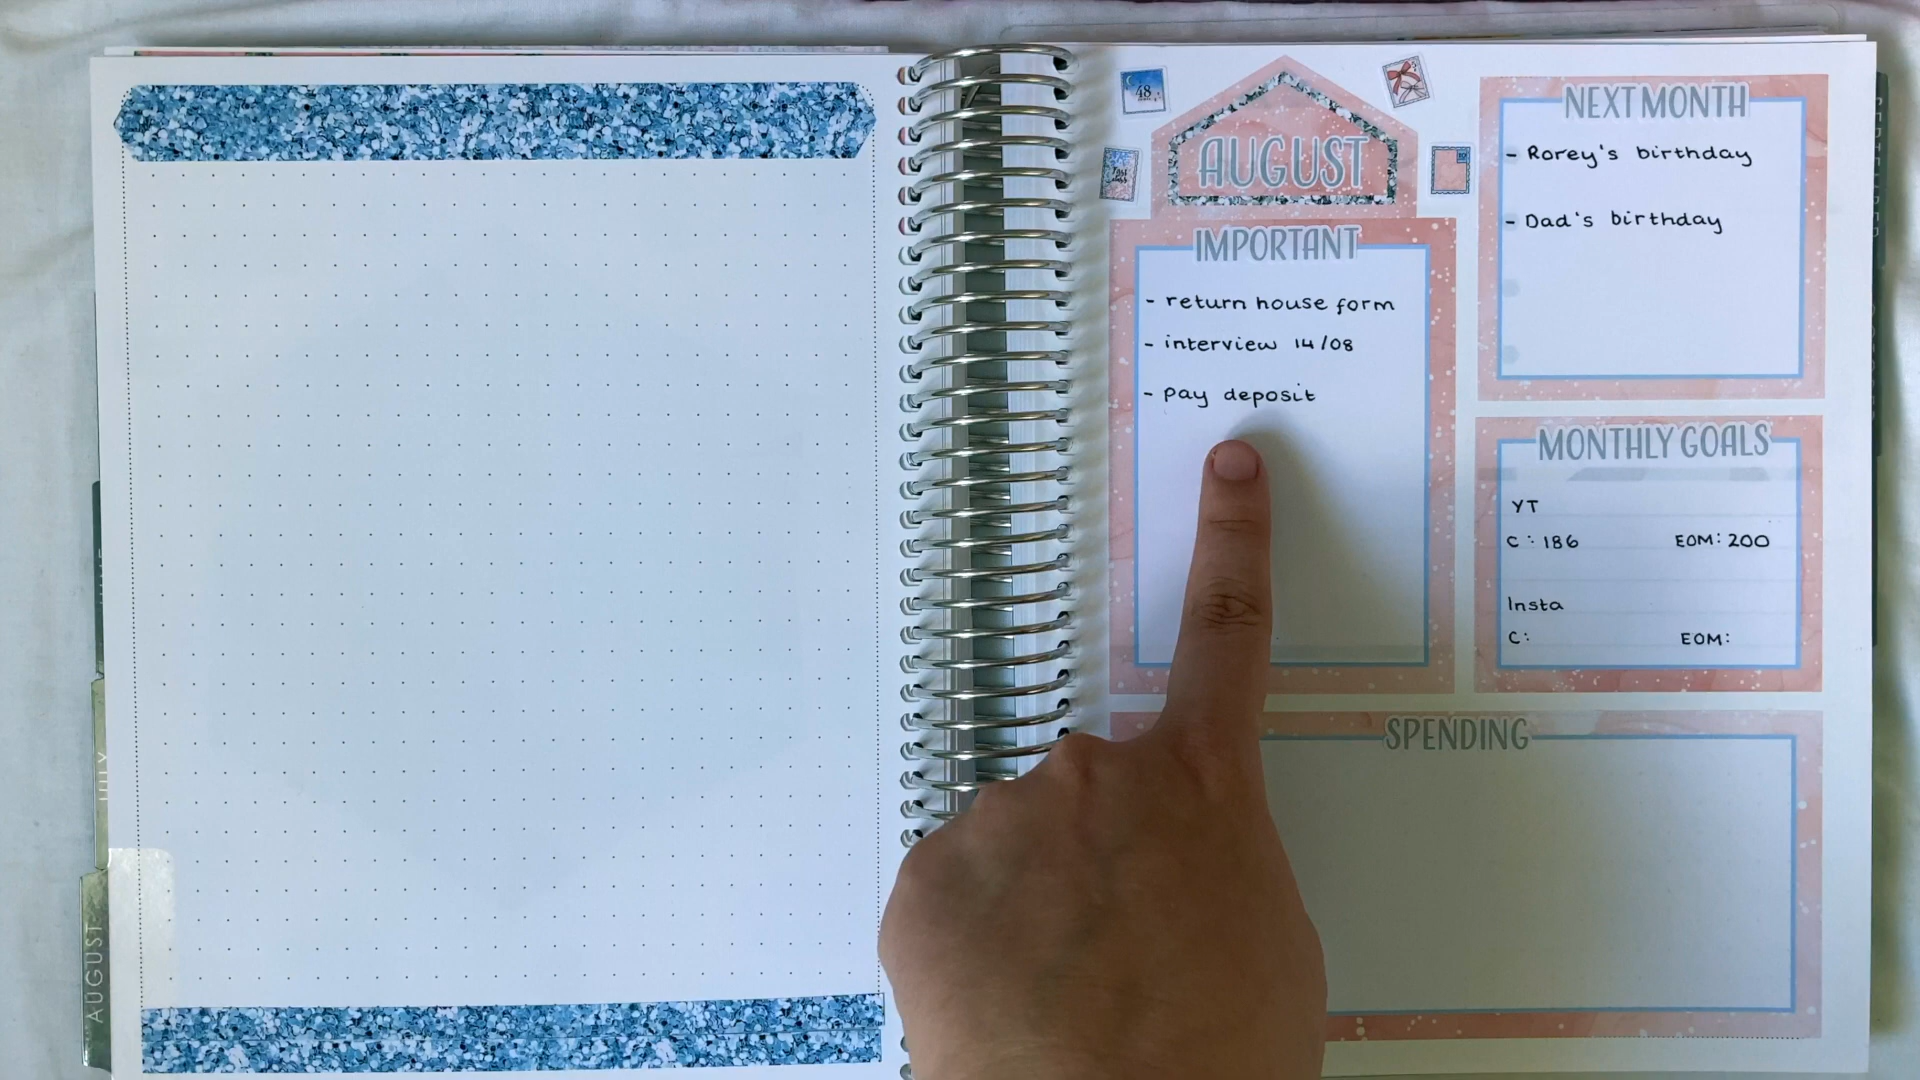 48
AUGUST
IMPORTANT
- return house form
- interview 14/08
- pay deposit
NEXT MONTH
- Rorey's birthday
- Dad's birthday
MONTHLY GOALS
YT
C: 186 EOM: 200
Insta
C: EOM:
SPENDING
JULY
AUGUST